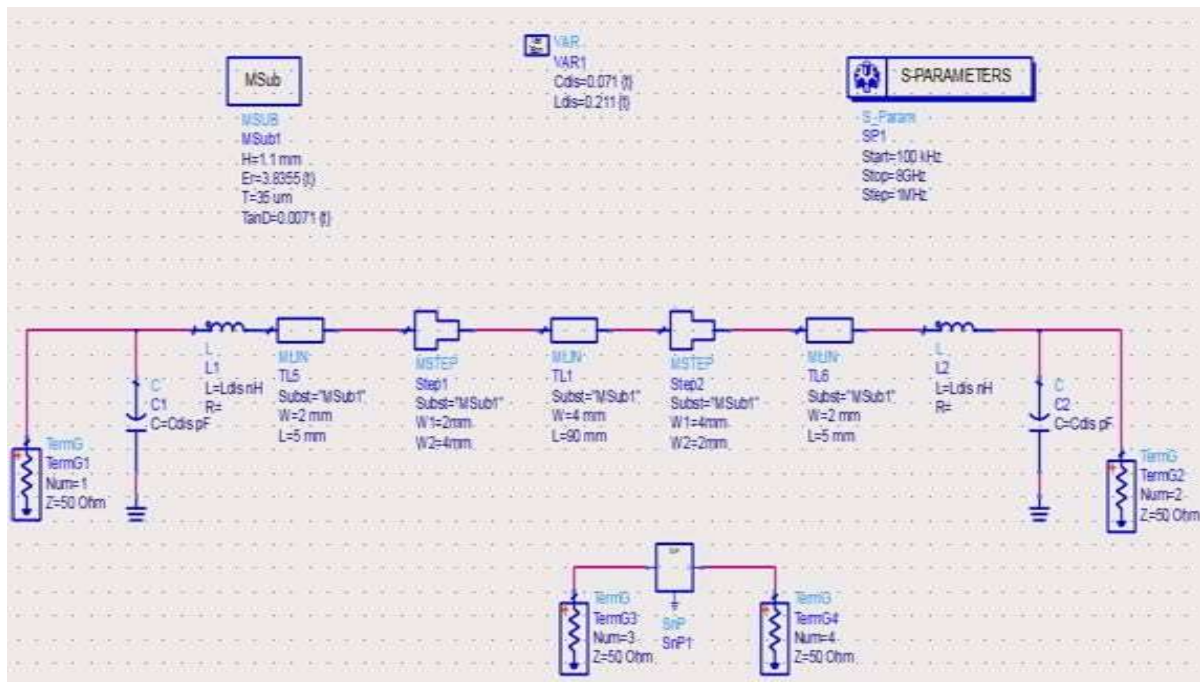 MSub
MSUB
MSub1
H=1.1 mm
Er=3.8355 {t}
T=35 um
TanD=0.0071 {t}
VAR
VAR1
Cdis=0.071 {t}
Ldis=0.211 {t}
S-PARAMETERS
S_Param
SP1
Start=100 kHz
Stop=8GHz
Step=1MHz
TermG
TermG1
Num=1
Z=50 Ohm
C
C1
C=Cdis pF
L
L1
L=Ldis nH
R=
MLIN
TL5
Subst="MSub1"
W=2 mm
L=5 mm
MSTEP
Step1
Subst="MSub1"
W1=2mm
W2=4mm
MLIN
TL1
Subst="MSub1"
W=4 mm
L=90 mm
MSTEP
Step2
Subst="MSub1"
W1=4mm
W2=2mm
MLIN
TL6
Subst="MSub1"
W=2 mm
L=5 mm
L
L2
L=Ldis nH
R=
C
C2
C=Cdis pF
TermG
TermG2
Num=2
Z=50 Ohm
TermG
TermG3
Num=3
Z=50 Ohm
SnP
SnP1
TermG
TermG4
Num=4
Z=50 Ohm